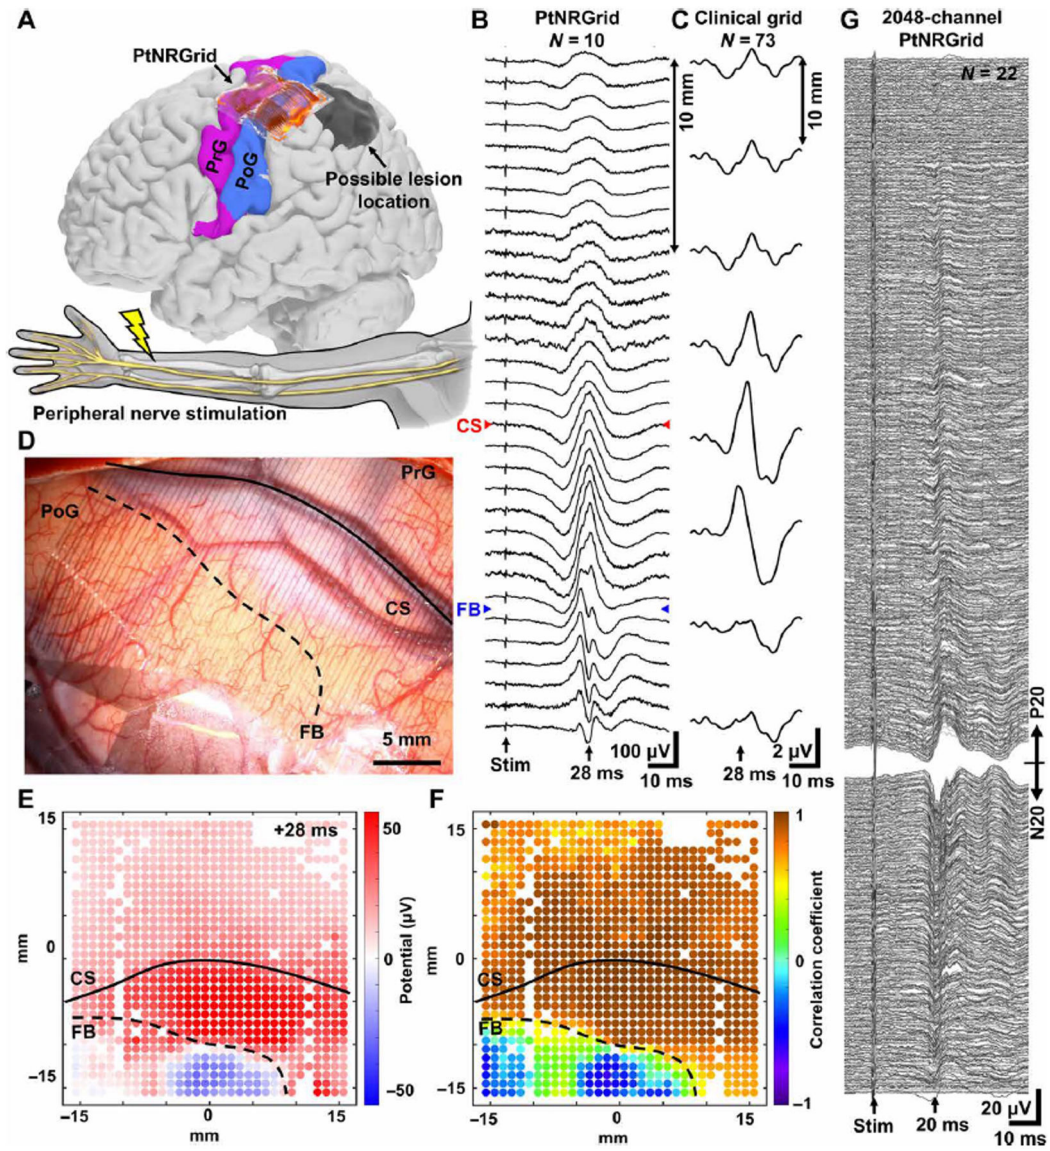 A
PtNRGrid
PrG
PoG
Possible lesion
location
Peripheral nerve stimulation
B
PtNRGrid
N = 10
10 mm
CS
FB
Stim
28 ms
100 µV
10 ms
C
Clinical grid
N = 73
10 mm
28 ms
2 µV
10 ms
D
PrG
PoG
CS
FB
5 mm
E
+28 ms
15
0
−15
mm
CS
FB
−15
0
15
mm
50
0
−50
Potential (µV)
F
15
0
−15
mm
CS
FB
−15
0
15
mm
1
0
−1
Correlation coefficient
G
2048-channel
PtNRGrid
N = 22
P20
N20
Stim
20 ms
20 µV
10 ms